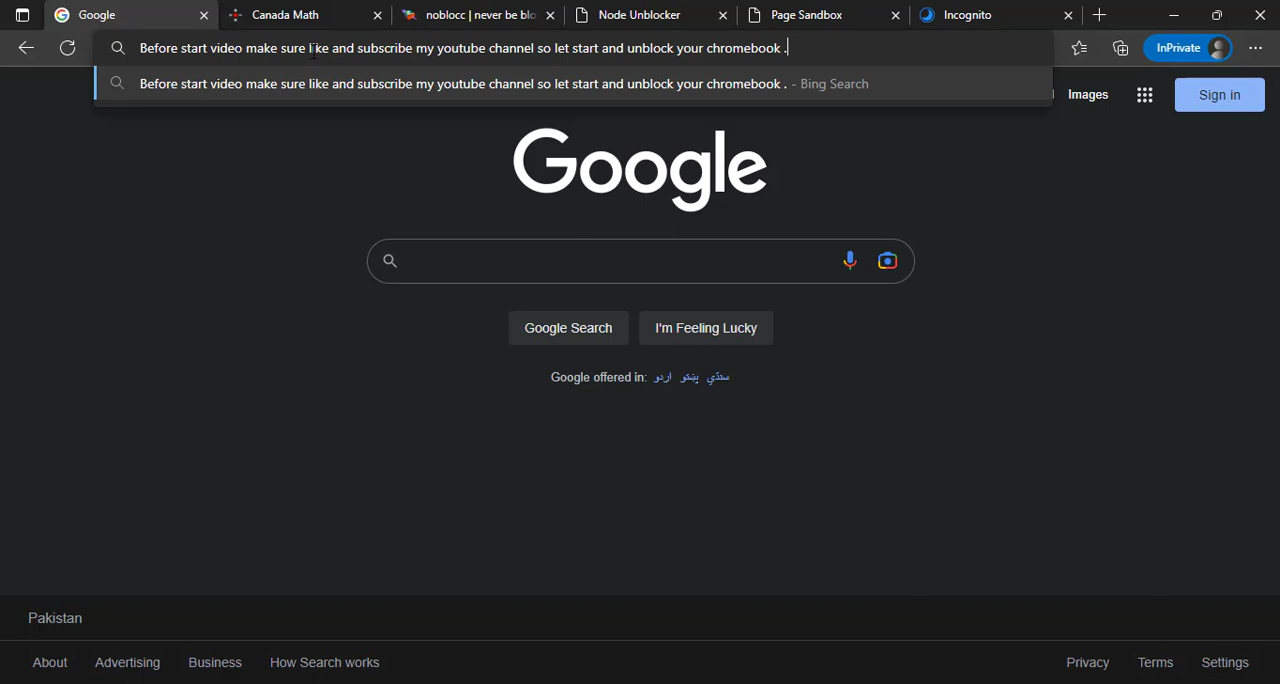 Google
Canada Math
noblocc | never be blo
Node Unblocker
Page Sandbox
Incognito
Before start video make sure like and subscribe my youtube channel so let start and unblock your chromebook .
InPrivate
Before start video make sure like and subscribe my youtube channel so let start and unblock your chromebook . - Bing Search
Images
Sign in
Google
Google Search
I'm Feeling Lucky
Google offered in: اردو پښتو سنڌي
Pakistan
About
Advertising
Business
How Search works
Privacy
Terms
Settings